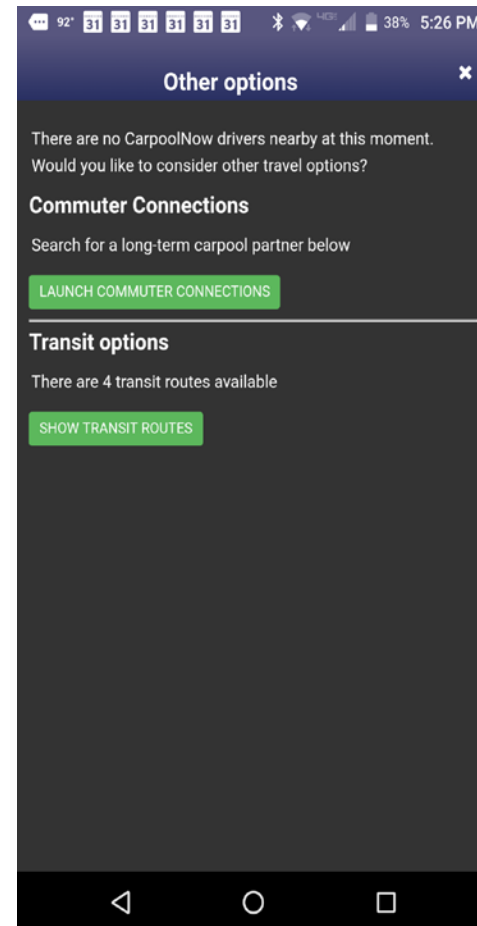 92° 31 31 31 31 31 31 4G 38% 5:26 PM
Other options
There are no CarpoolNow drivers nearby at this moment.
Would you like to consider other travel options?
Commuter Connections
Search for a long-term carpool partner below
LAUNCH COMMUTER CONNECTIONS
Transit options
There are 4 transit routes available
SHOW TRANSIT ROUTES